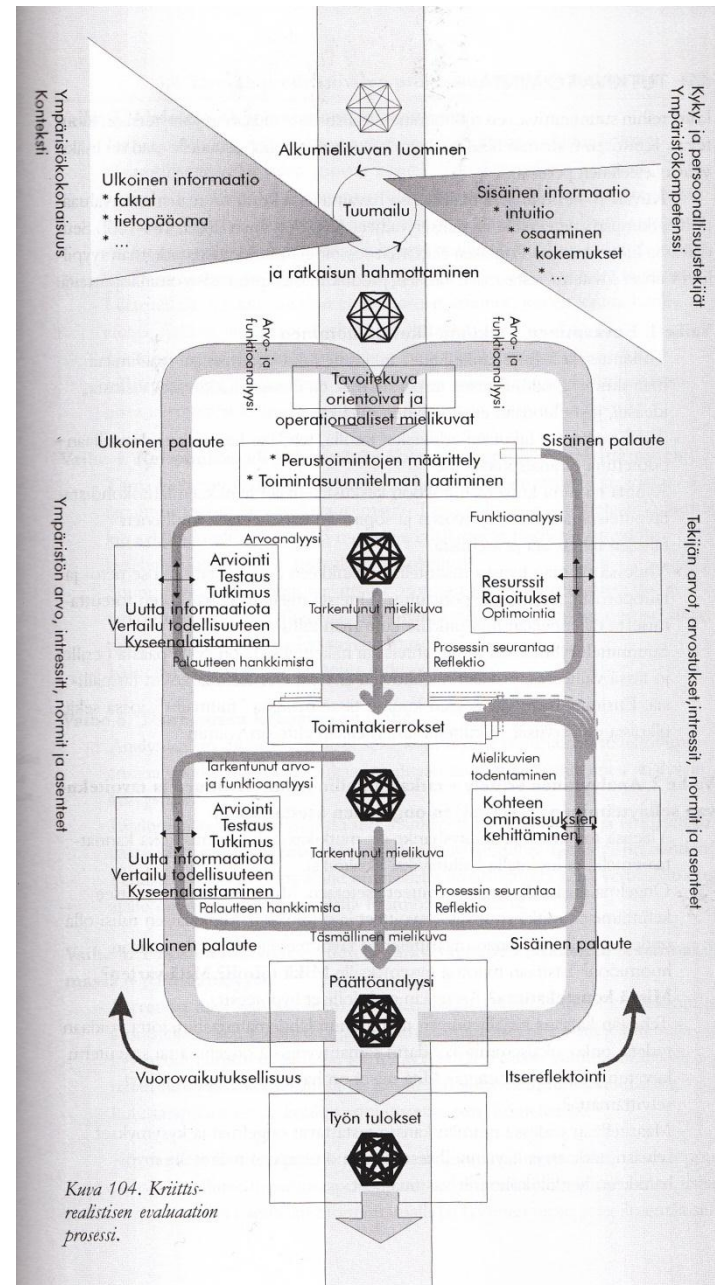 Ympäristökokonaisuus
Konteksti
Kyky- ja persoonallisuustekijät
Ympäristökompetenssi
Alkumielikuvan luominen
Ulkoinen informaatio
* faktat
* tietopääoma
* ...
Tuumailu
Sisäinen informaatio
* intuitio
* osaaminen
* kokemukset
* ...
ja ratkaisun hahmottaminen
Arvo- ja
funktioanalyysi
Arvo- ja
funktioanalyysi
Tavoitekuva
orientoivat ja
operationaaliset mielikuvat
Ulkoinen palaute
Sisäinen palaute
* Perustoimintojen määrittely
* Toimintasuunnitelman laatiminen
Ympäristön arvo, intressit, normit ja asenteet
Tekijän arvot, arvostukset,intressit, normit ja asenteet
Arvoanalyysi
Funktioanalyysi
Arviointi
Testaus
Tutkimus
Uutta informaatiota
Vertailu todellisuuteen
Kyseenalaistaminen
Resurssit
Rajoitukset
Optimointia
Tarkentunut mielikuva
Palautteen hankkimista
Prosessin seurantaa
Reflektio
Toimintakierrokset
Tarkentunut arvo-
ja funktioanalyysi
Mielikuvien
todentaminen
Arviointi
Testaus
Tutkimus
Uutta informaatiota
Vertailu todellisuuteen
Kyseenalaistaminen
Kohteen
ominaisuuksien
kehittäminen
Tarkentunut mielikuva
Palautteen hankkimista
Prosessin seurantaa
Reflektio
Täsmällinen mielikuva
Ulkoinen palaute
Sisäinen palaute
Päättöanalyysi
Vuorovaikutuksellisuus
Itsereflektointi
Työn tulokset
Kuva 104. Kriittis-
realistisen evaluaation
prosessi.